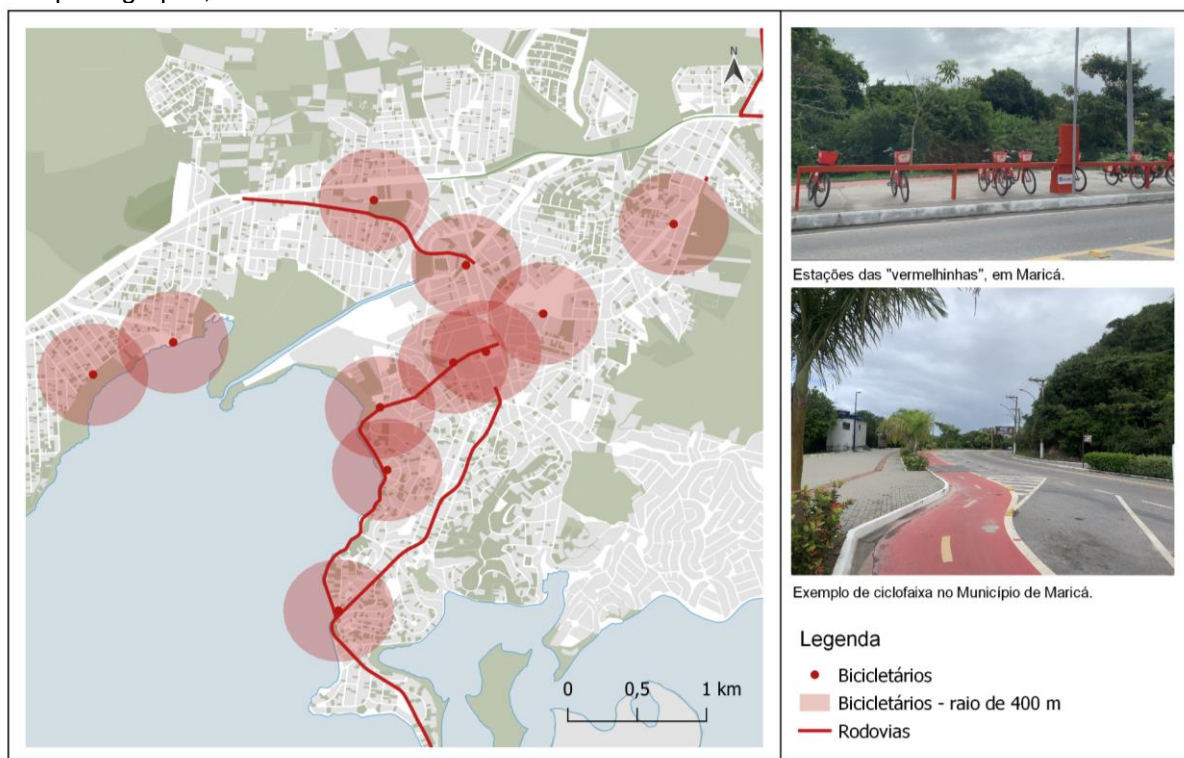 N
0 0,5 1 km
Estações das "vermelhinhas", em Maricá.
Exemplo de ciclofaixa no Município de Maricá.
Legenda
Bicicletários
Bicicletários - raio de 400 m
Rodovias